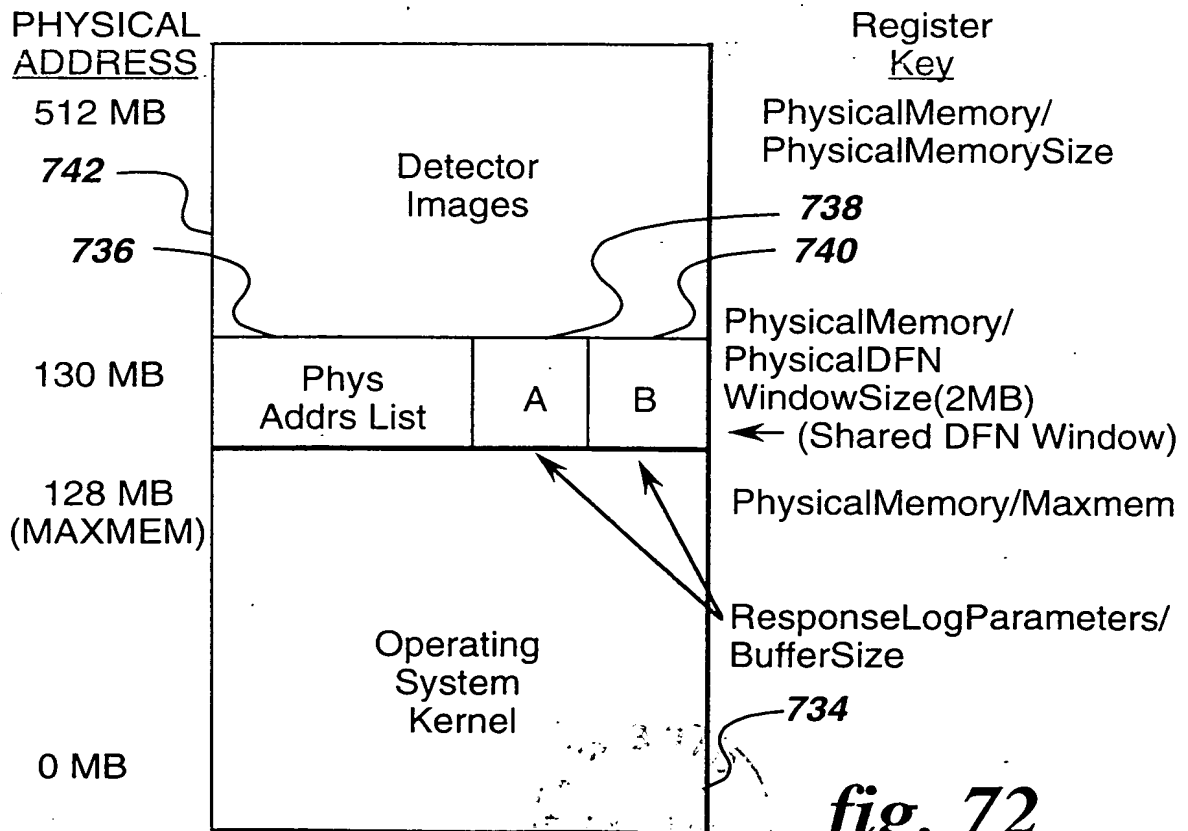 PHYSICAL
ADDRESS
Register
Key
512 MB
PhysicalMemory/
PhysicalMemorySize
742
Detector
Images
738
736
740
130 MB
Phys
Addrs List
A
B
PhysicalMemory/
PhysicalDFN
WindowSize(2MB)
(Shared DFN Window)
128 MB
(MAXMEM)
PhysicalMemory/Maxmem
Operating
System
Kernel
ResponseLogParameters/
BufferSize
734
0 MB
fig. 72